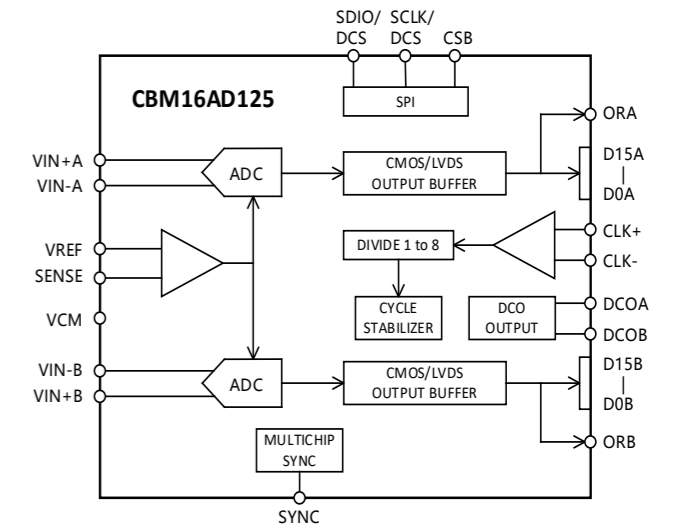 SDIO/ SCLK/
DCS DCS CSB
CBM16AD125
SPI
ORA
VIN+A
ADC
CMOS/LVDS
OUTPUT BUFFER
D15A
|
D0A
VIN-A
CLK+
VREF
DIVIDE 1 to 8
CLK-
SENSE
CYCLE
STABILIZER
DCO
OUTPUT
DCOA
VCM
DCOB
VIN-B
ADC
CMOS/LVDS
OUTPUT BUFFER
D15B
|
D0B
VIN+B
MULTICHIP
SYNC
ORB
SYNC